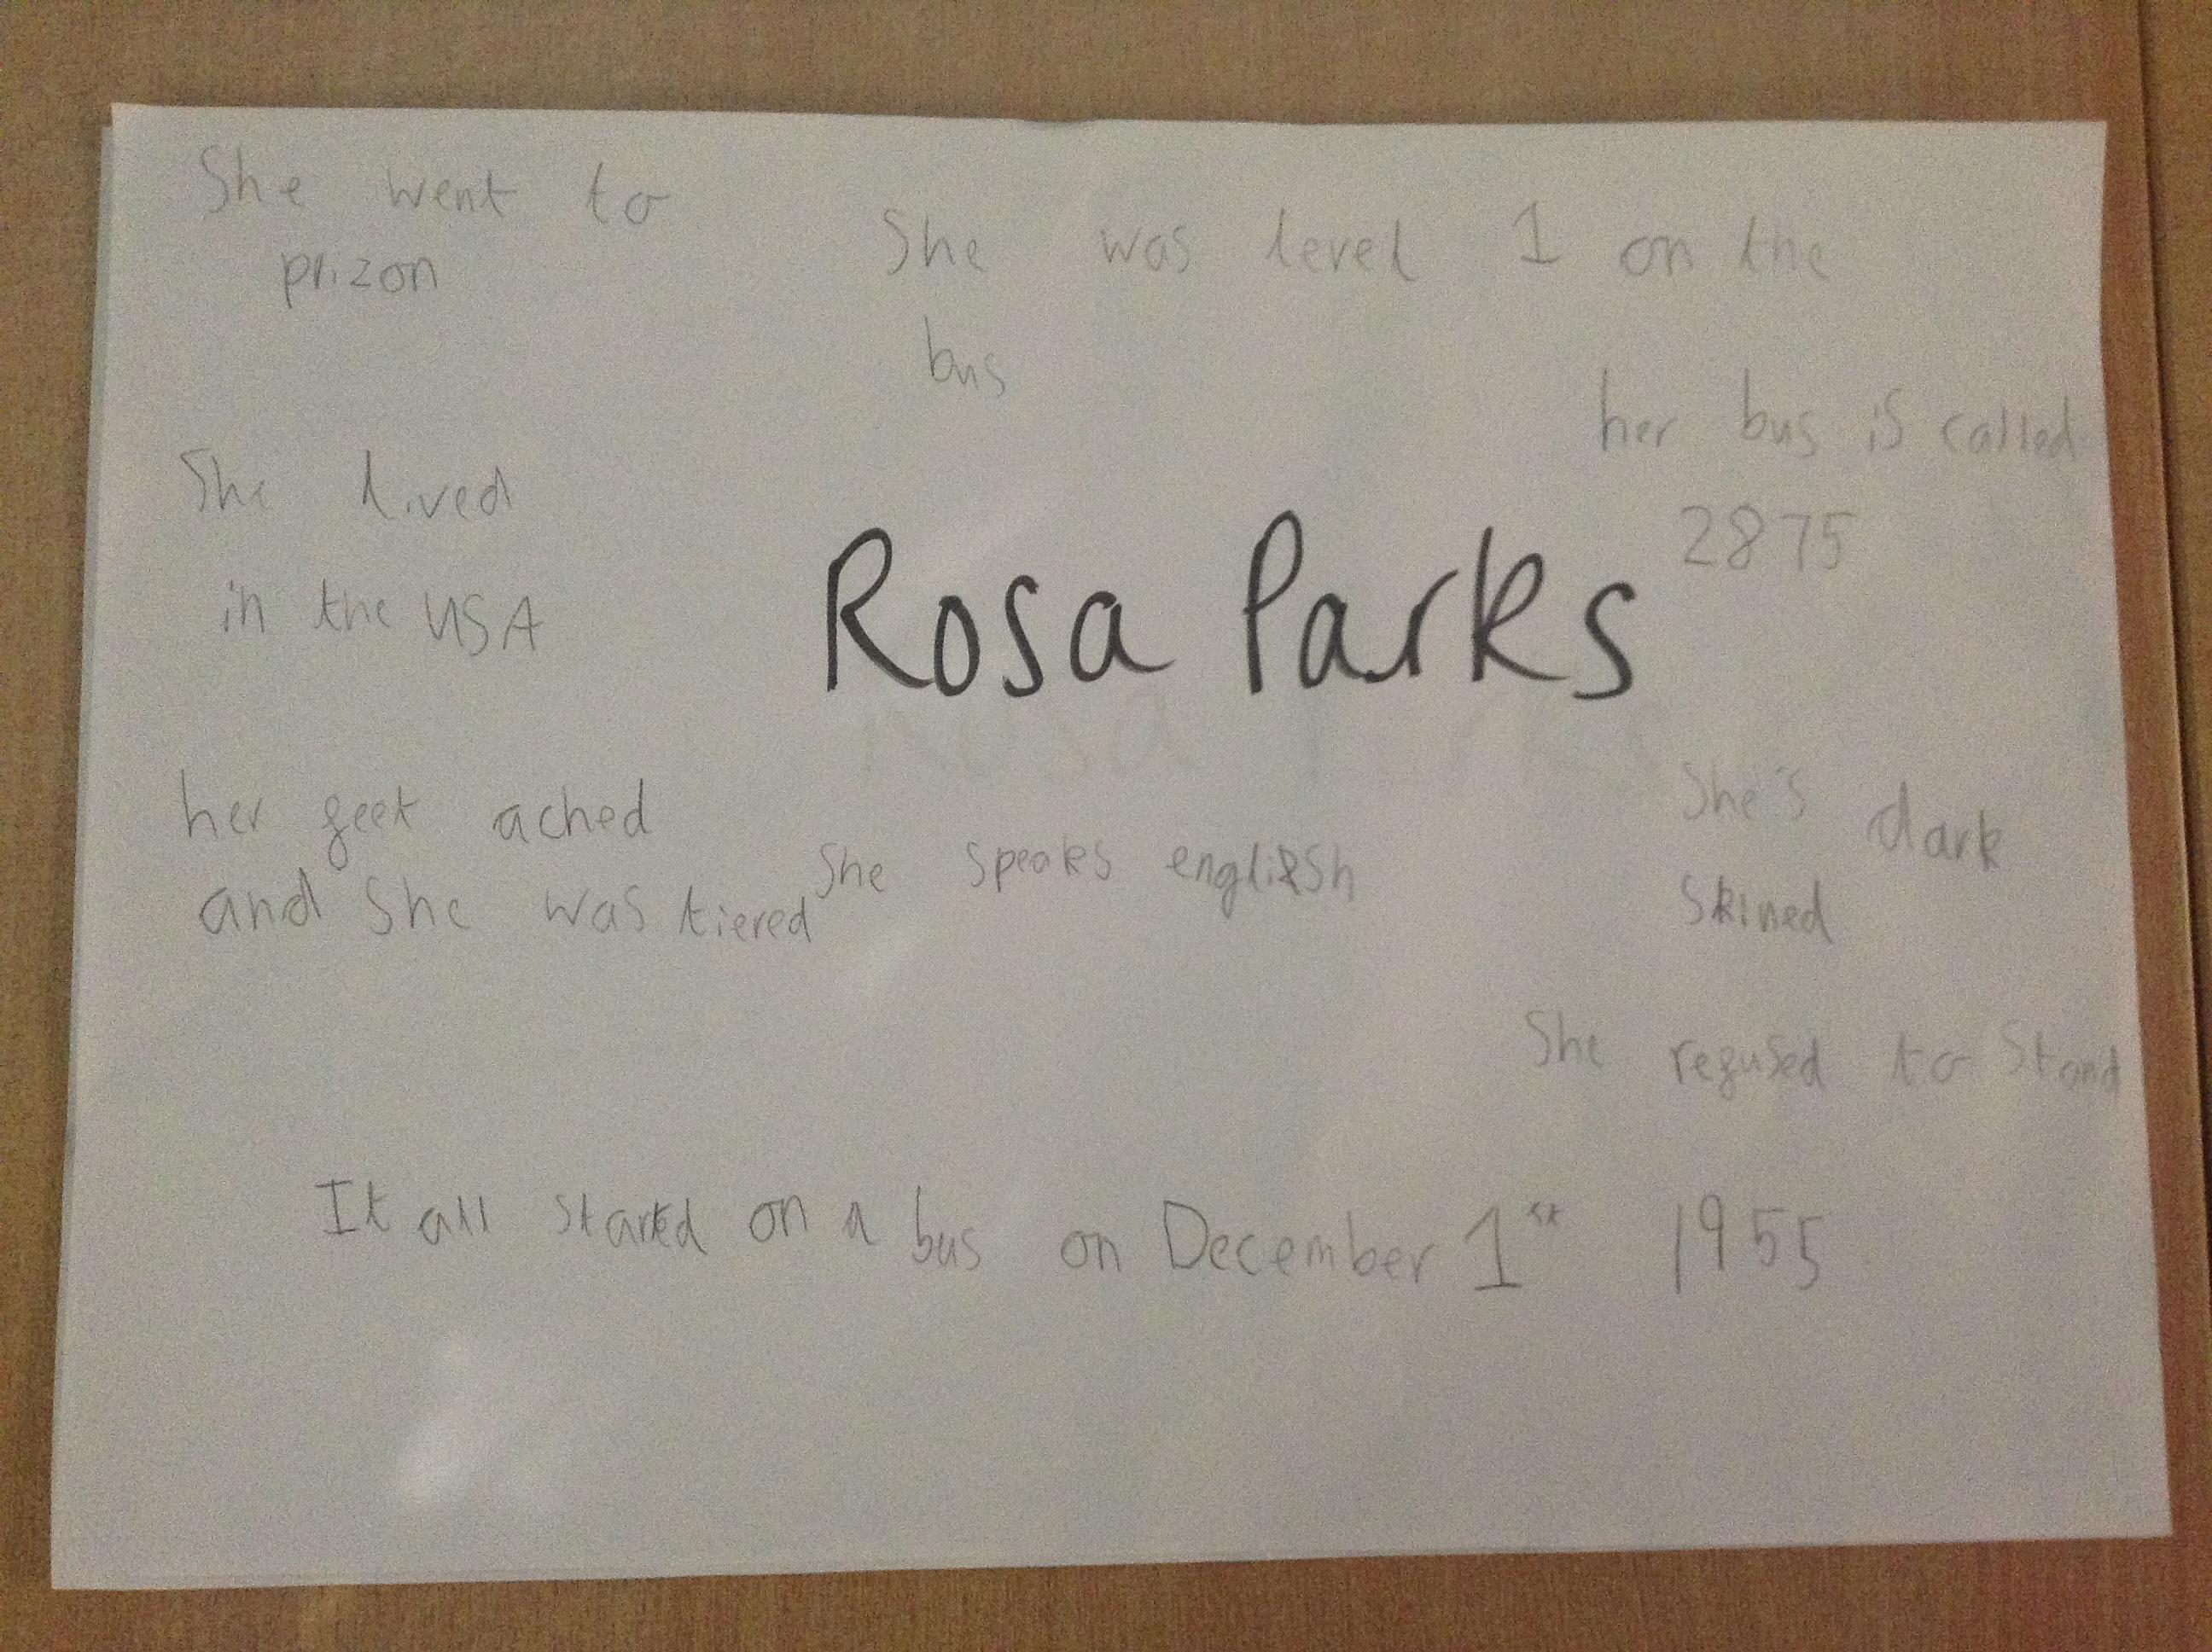 She went to
prizon
She was level 1 on the
bus
her bus is called
2875
She lived
in the USA
Rosa Parks
her feet ached
and she was tiered
She speaks english
She's dark
skined
She refused to stand
It all started on a bus on December 1st 1955